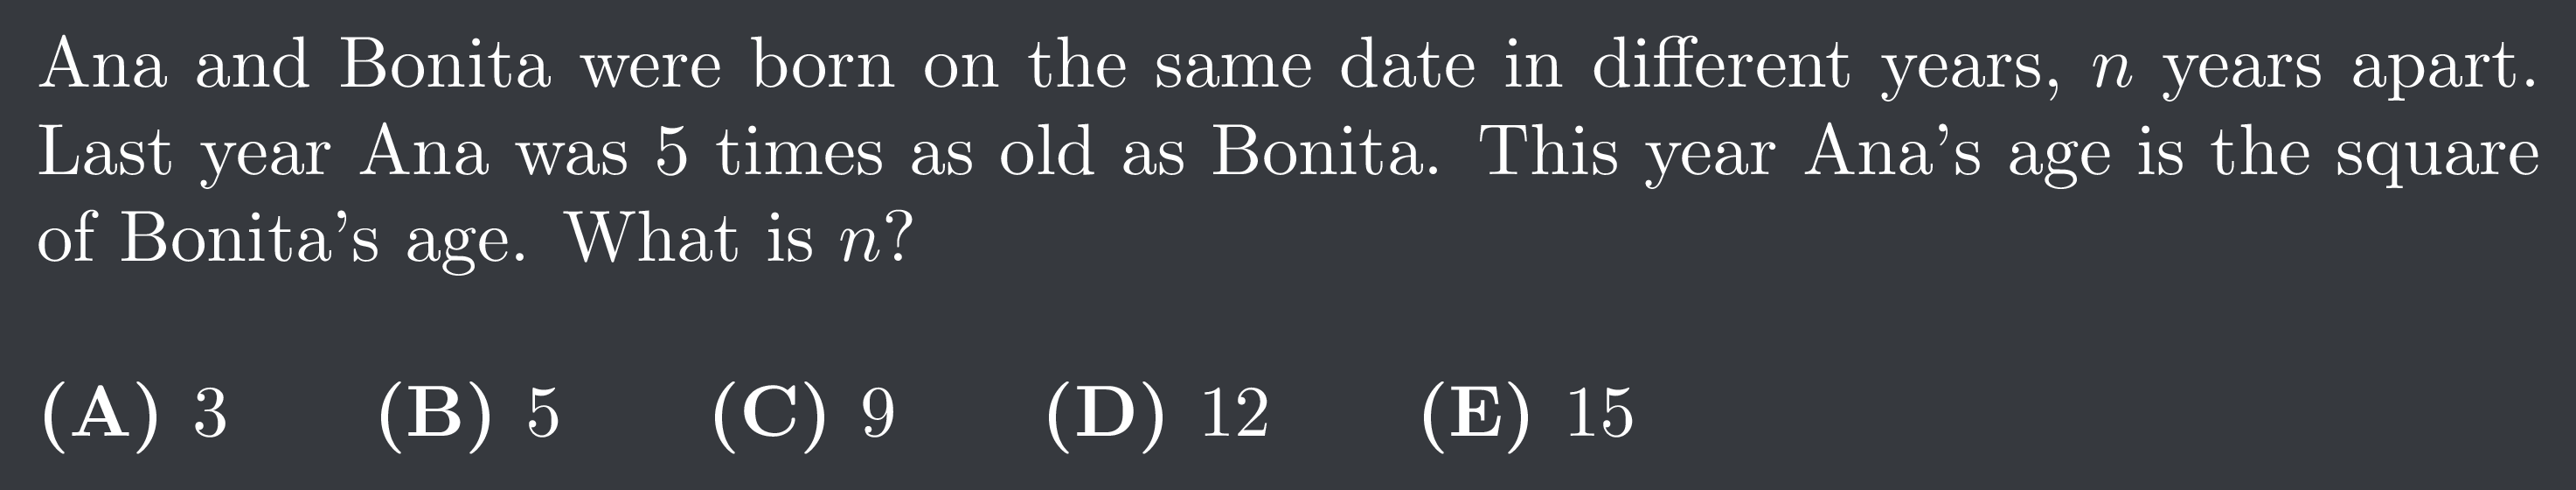 Ana and Bonita were born on the same date in different years, n years apart.
Last year Ana was 5 times as old as Bonita. This year Ana's age is the square
of Bonita's age. What is n?
(A) 3 (B) 5 (C) 9 (D) 12 (E) 15